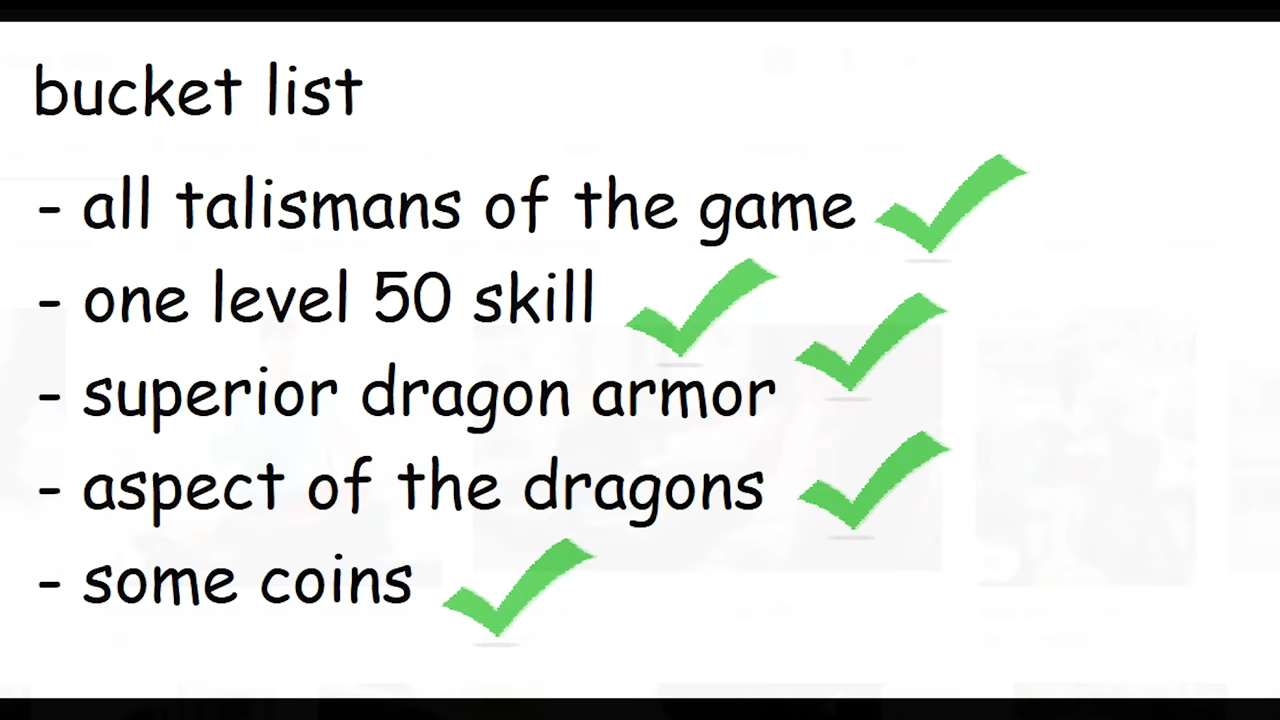 bucket list
- all talismans of the game
- one level 50 skill
- superior dragon armor
- aspect of the dragons
- some coins